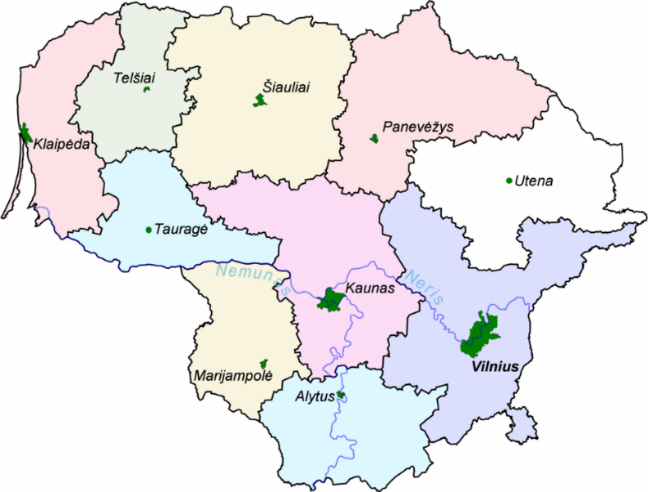 Telšiai
Šiauliai
Panevėžys
Klaipėda
Utena
Tauragė
Nemunas
Neris
Kaunas
Vilnius
Marijampolė
Alytus